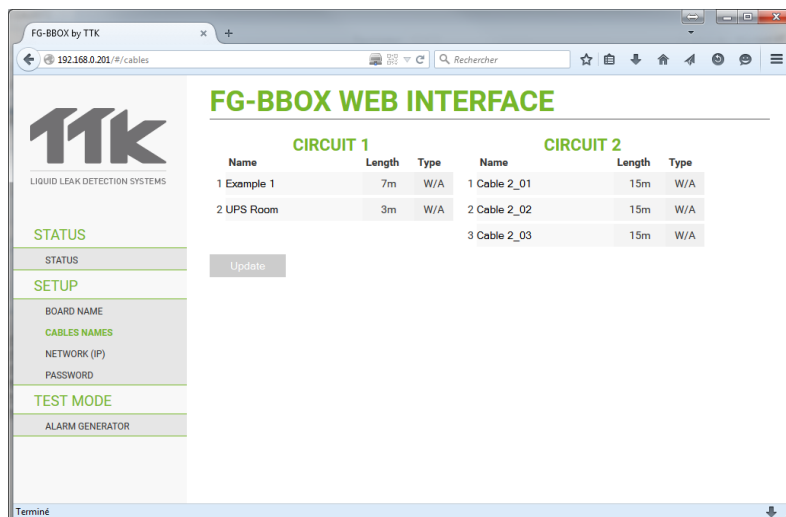 FG-BBOX by TTK
192.168.0.201/#/cables
Rechercher
TTK
LIQUID LEAK DETECTION SYSTEMS
STATUS
STATUS
SETUP
BOARD NAME
CABLES NAMES
NETWORK (IP)
PASSWORD
TEST MODE
ALARM GENERATOR
FG-BBOX WEB INTERFACE
CIRCUIT 1
Name Length Type
1 Example 1 7m W/A
2 UPS Room 3m W/A
CIRCUIT 2
Name Length Type
1 Cable 2_01 15m W/A
2 Cable 2_02 15m W/A
3 Cable 2_03 15m W/A
Update
Terminé